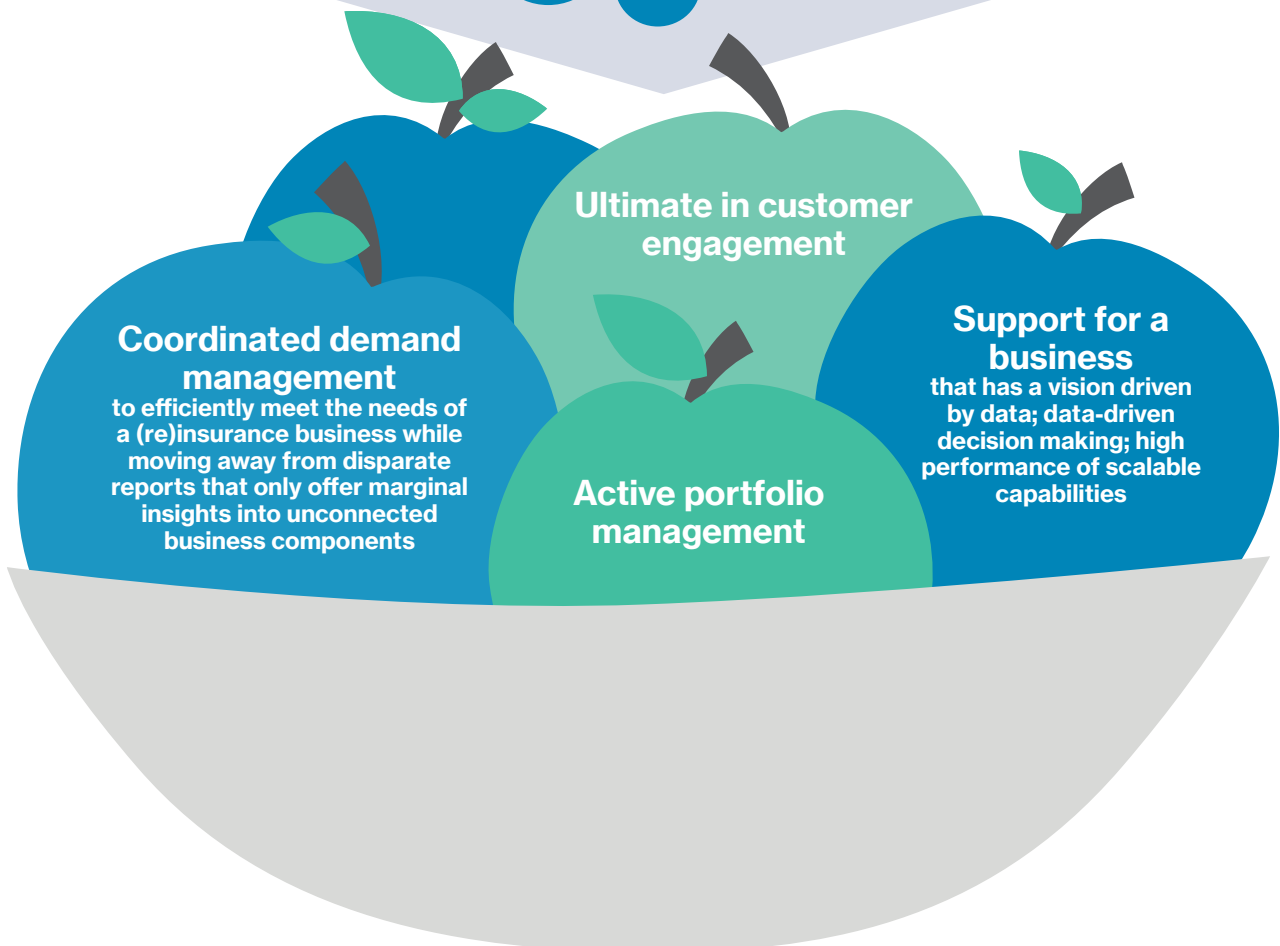 Ultimate in customer
engagement
Coordinated demand
management
to efficiently meet the needs of
a (re)insurance business while
moving away from disparate
reports that only offer marginal
insights into unconnected
business components
Support for a
business
that has a vision driven
by data; data-driven
decision making; high
performance of scalable
capabilities
Active portfolio
management